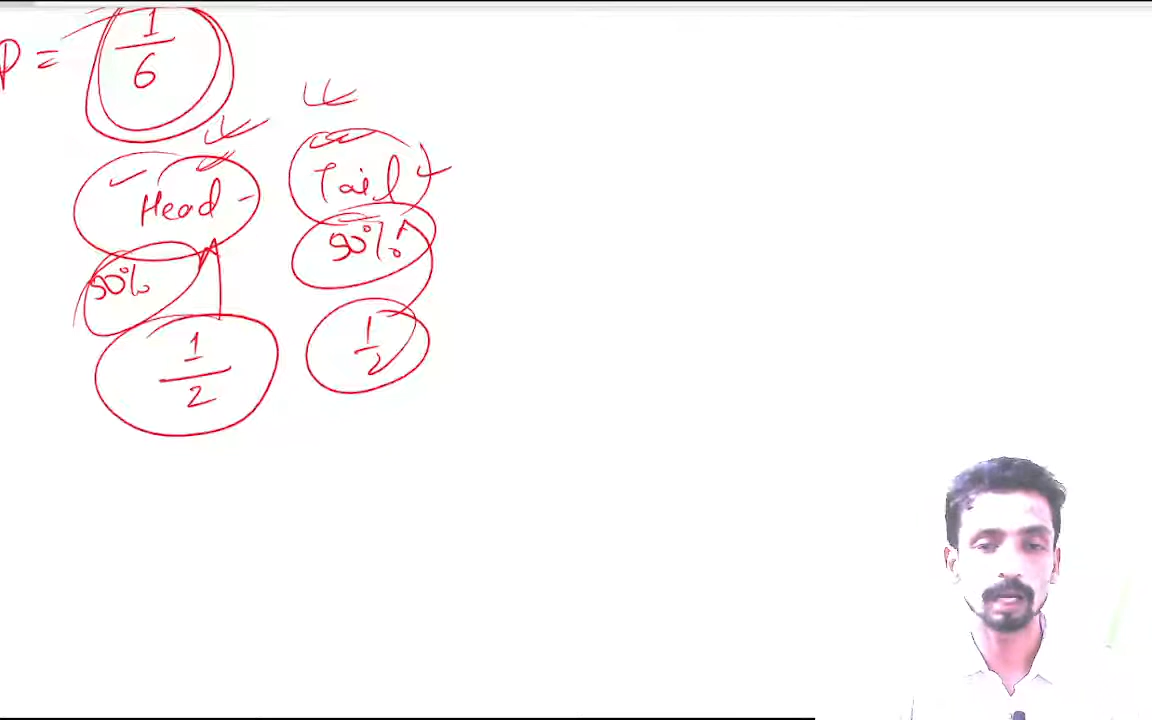 P = 1/6
Head Tail
50% 50%
1/2 1/2